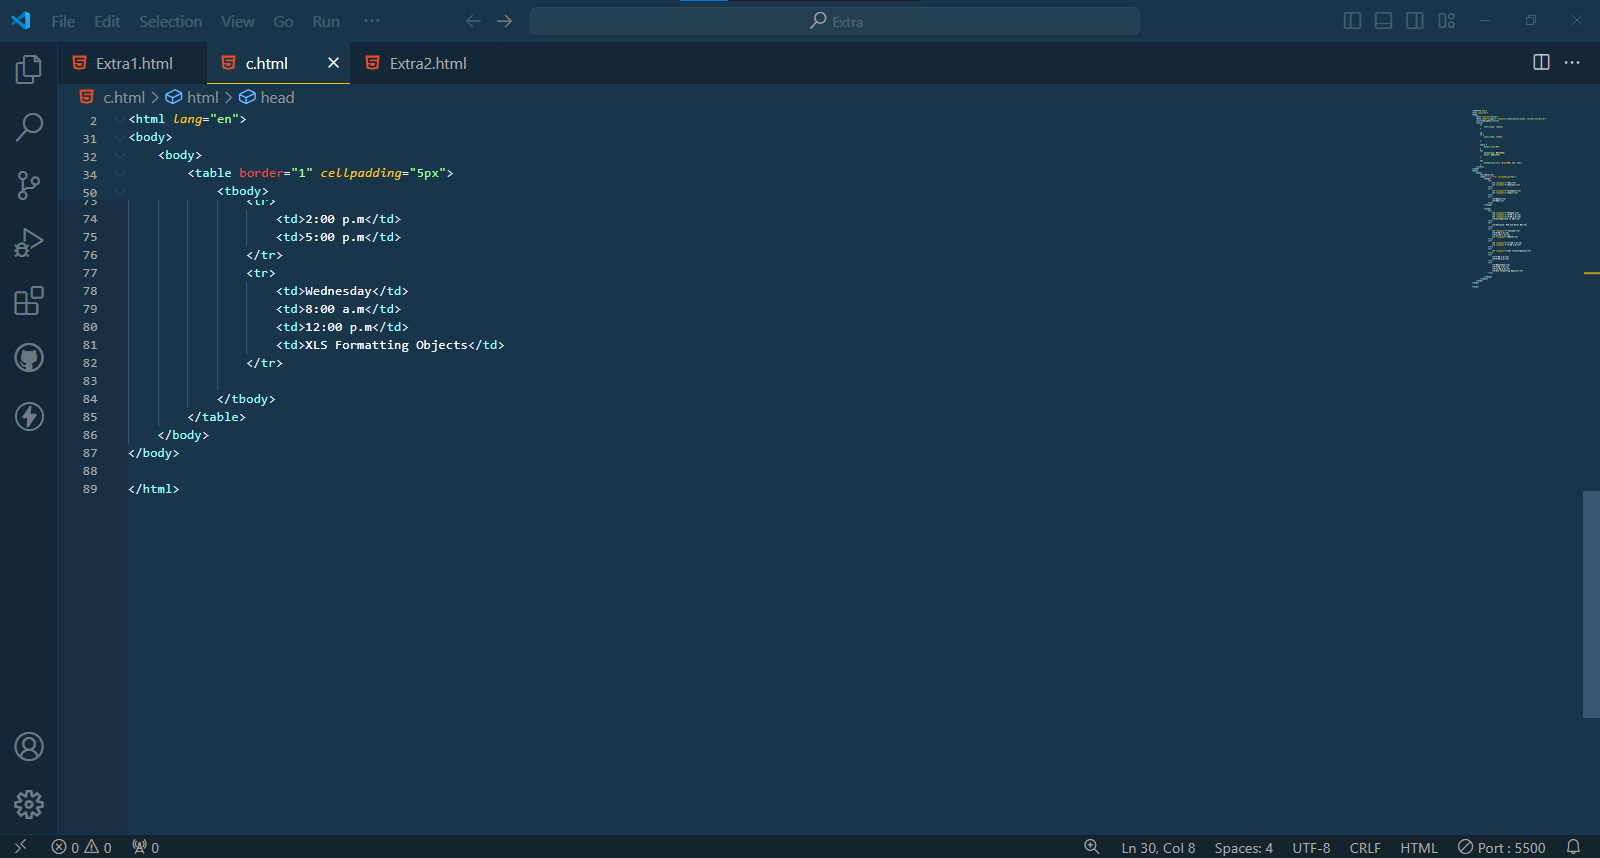 File Edit Selection View Go Run ··· Extra
Extra1.html c.html Extra2.html
c.html > html > head
2 <html lang="en">
31 <body>
32 <body>
34 <table border="1" cellpadding="5px">
50 <tbody>
73 <tr>
74 <td>2:00 p.m</td>
75 <td>5:00 p.m</td>
76 </tr>
77 <tr>
78 <td>Wednesday</td>
79 <td>8:00 a.m</td>
80 <td>12:00 p.m</td>
81 <td>XLS Formatting Objects</td>
82 </tr>
83
84 </tbody>
85 </table>
86 </body>
87 </body>
88
89 </html>
0 0 0 Ln 30, Col 8 Spaces: 4 UTF-8 CRLF HTML Port : 5500